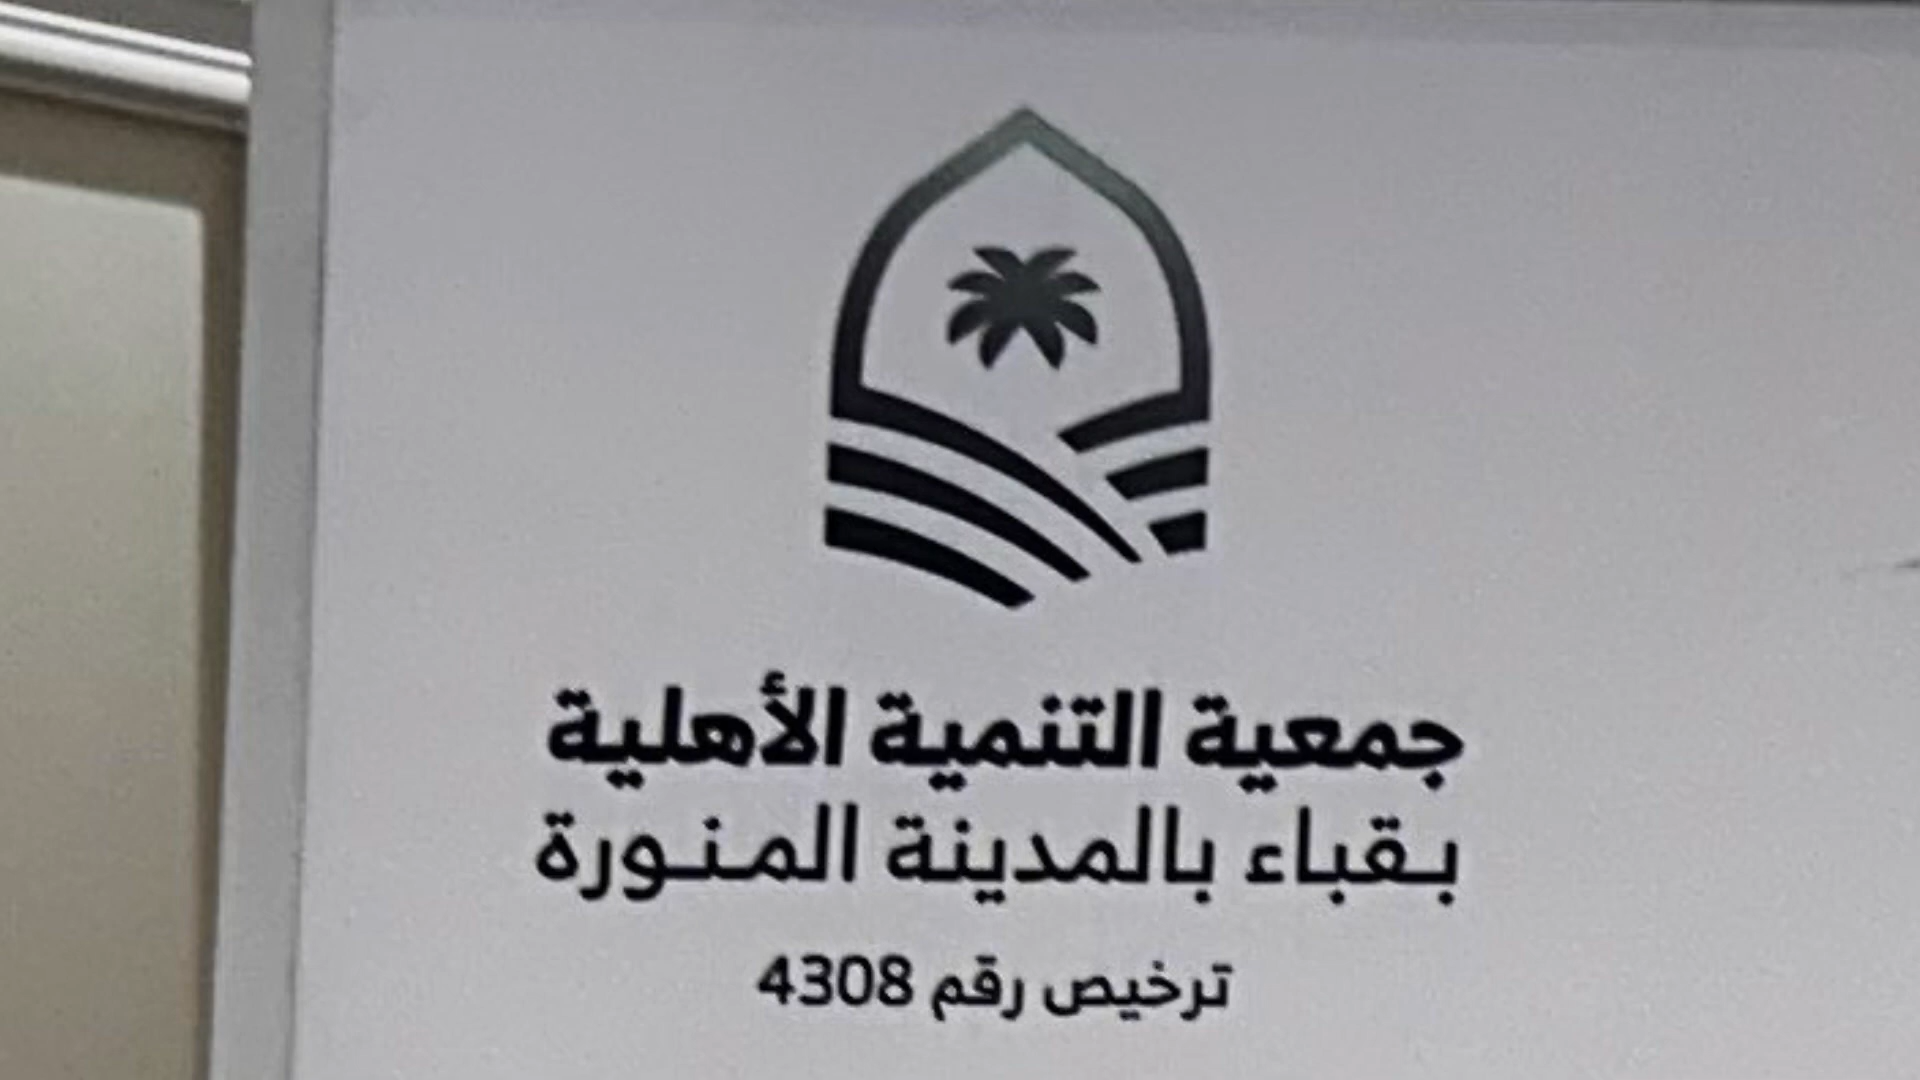 جمعية التنمية الأهلية
بقباء بالمدينة المنورة
ترخيص رقم 4308